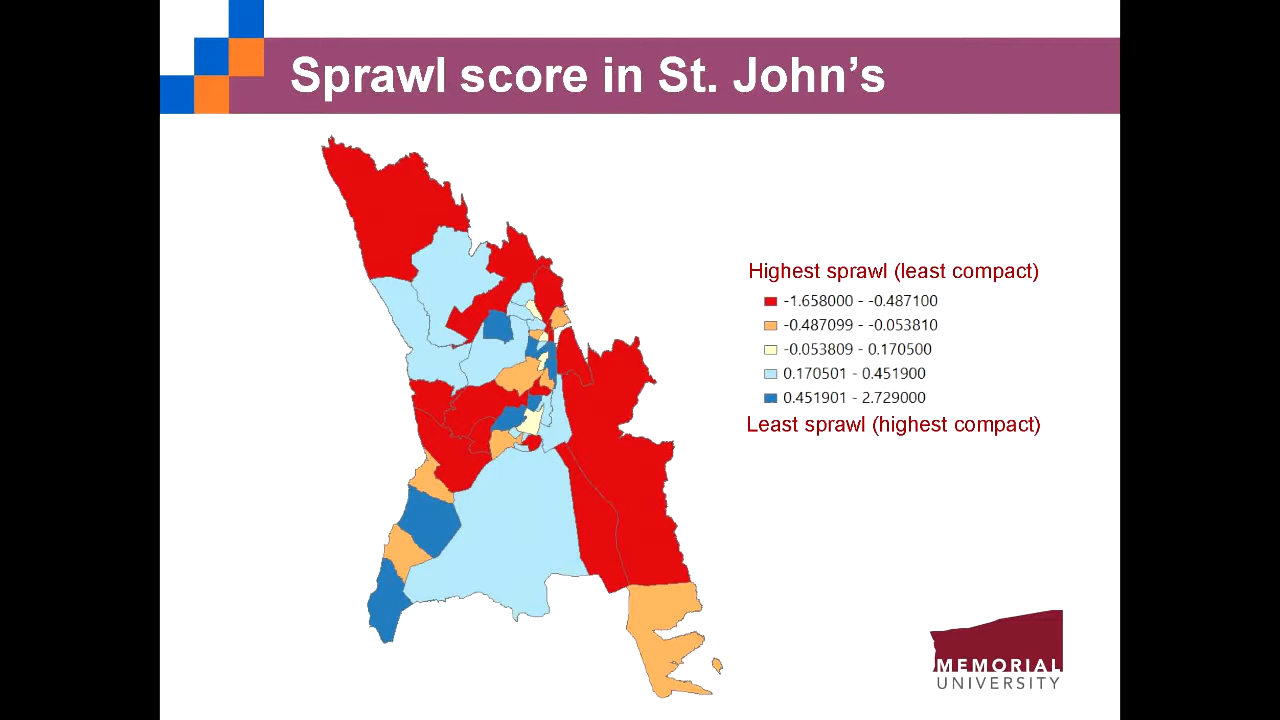 Sprawl score in St. John's
Highest sprawl (least compact)
-1.658000 - -0.487100
-0.487099 - -0.053810
-0.053809 - 0.170500
0.170501 - 0.451900
0.451901 - 2.729000
Least sprawl (highest compact)
MEMORIAL
UNIVERSITY